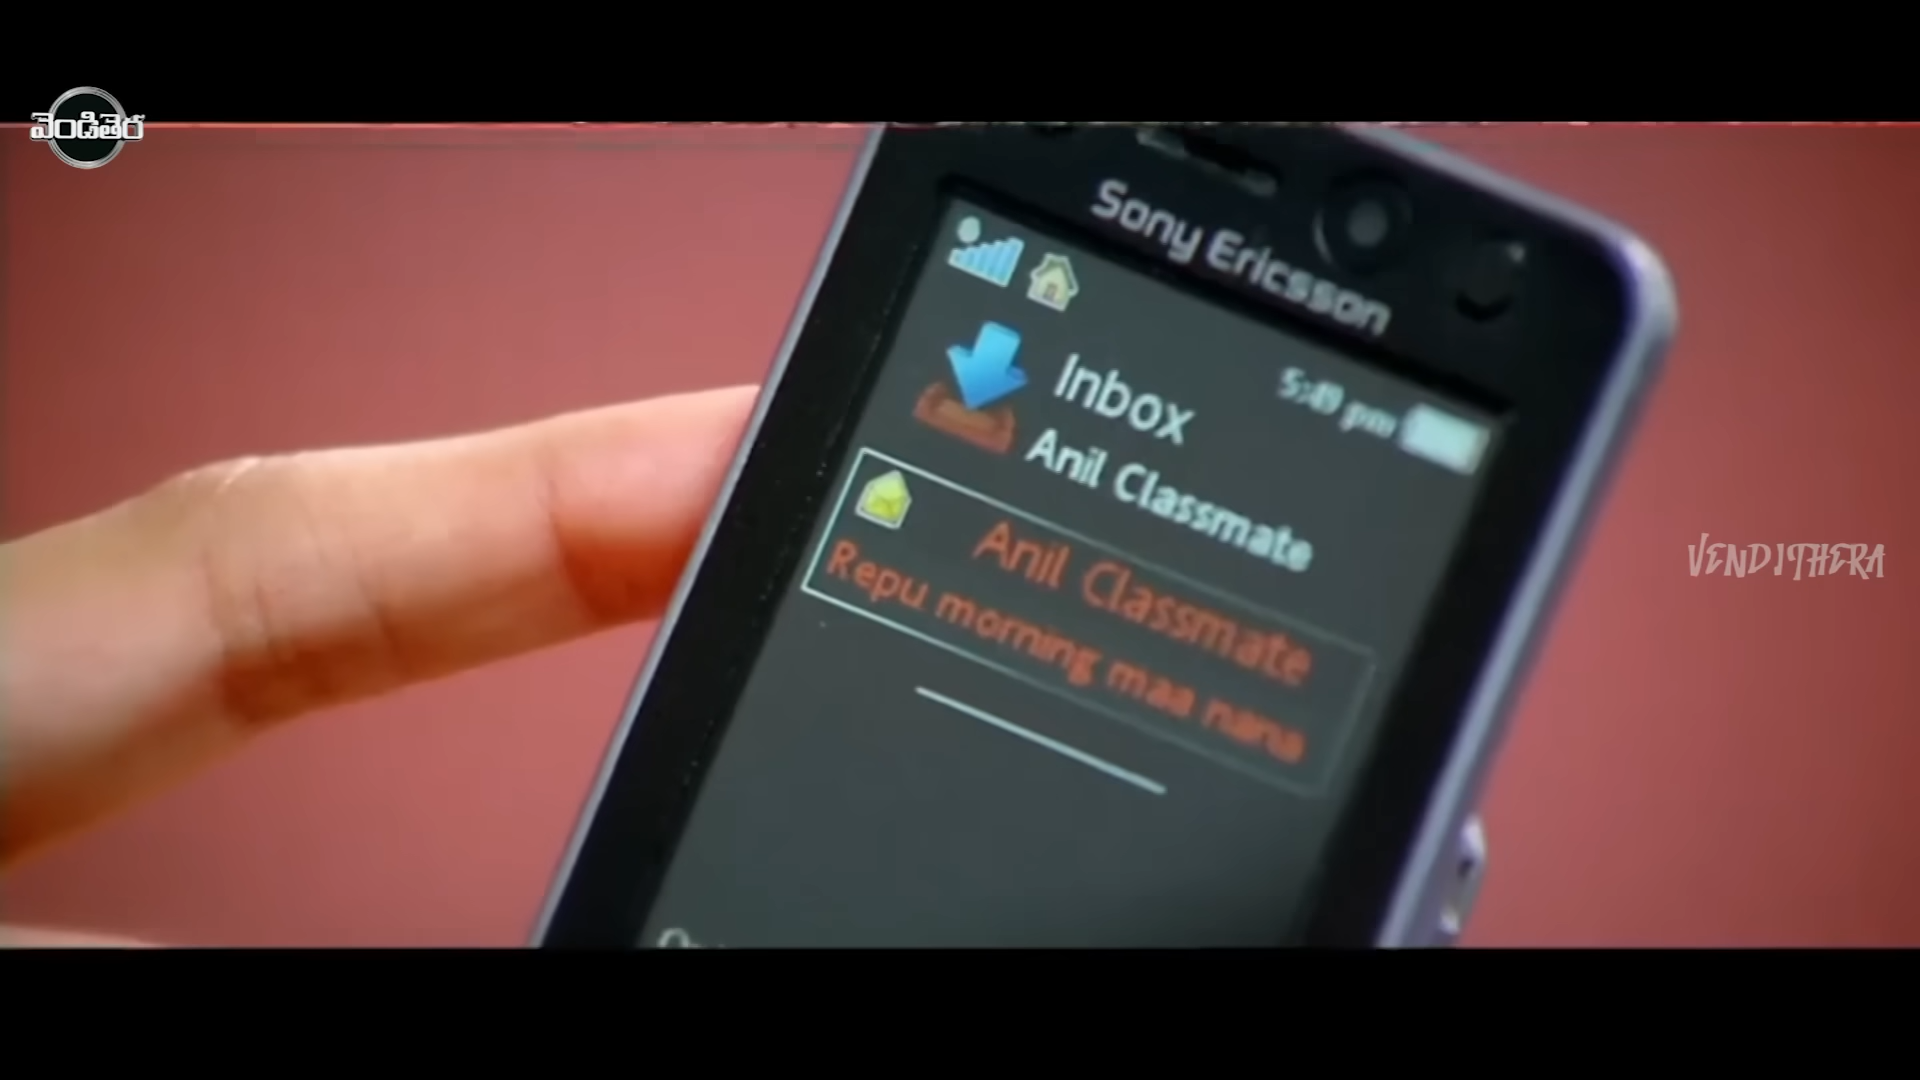 వెండితెర
Sony Ericsson
5:49 pm
Inbox
Anil Classmate
Anil Classmate
Repu morning maa nana
VENDITHERA